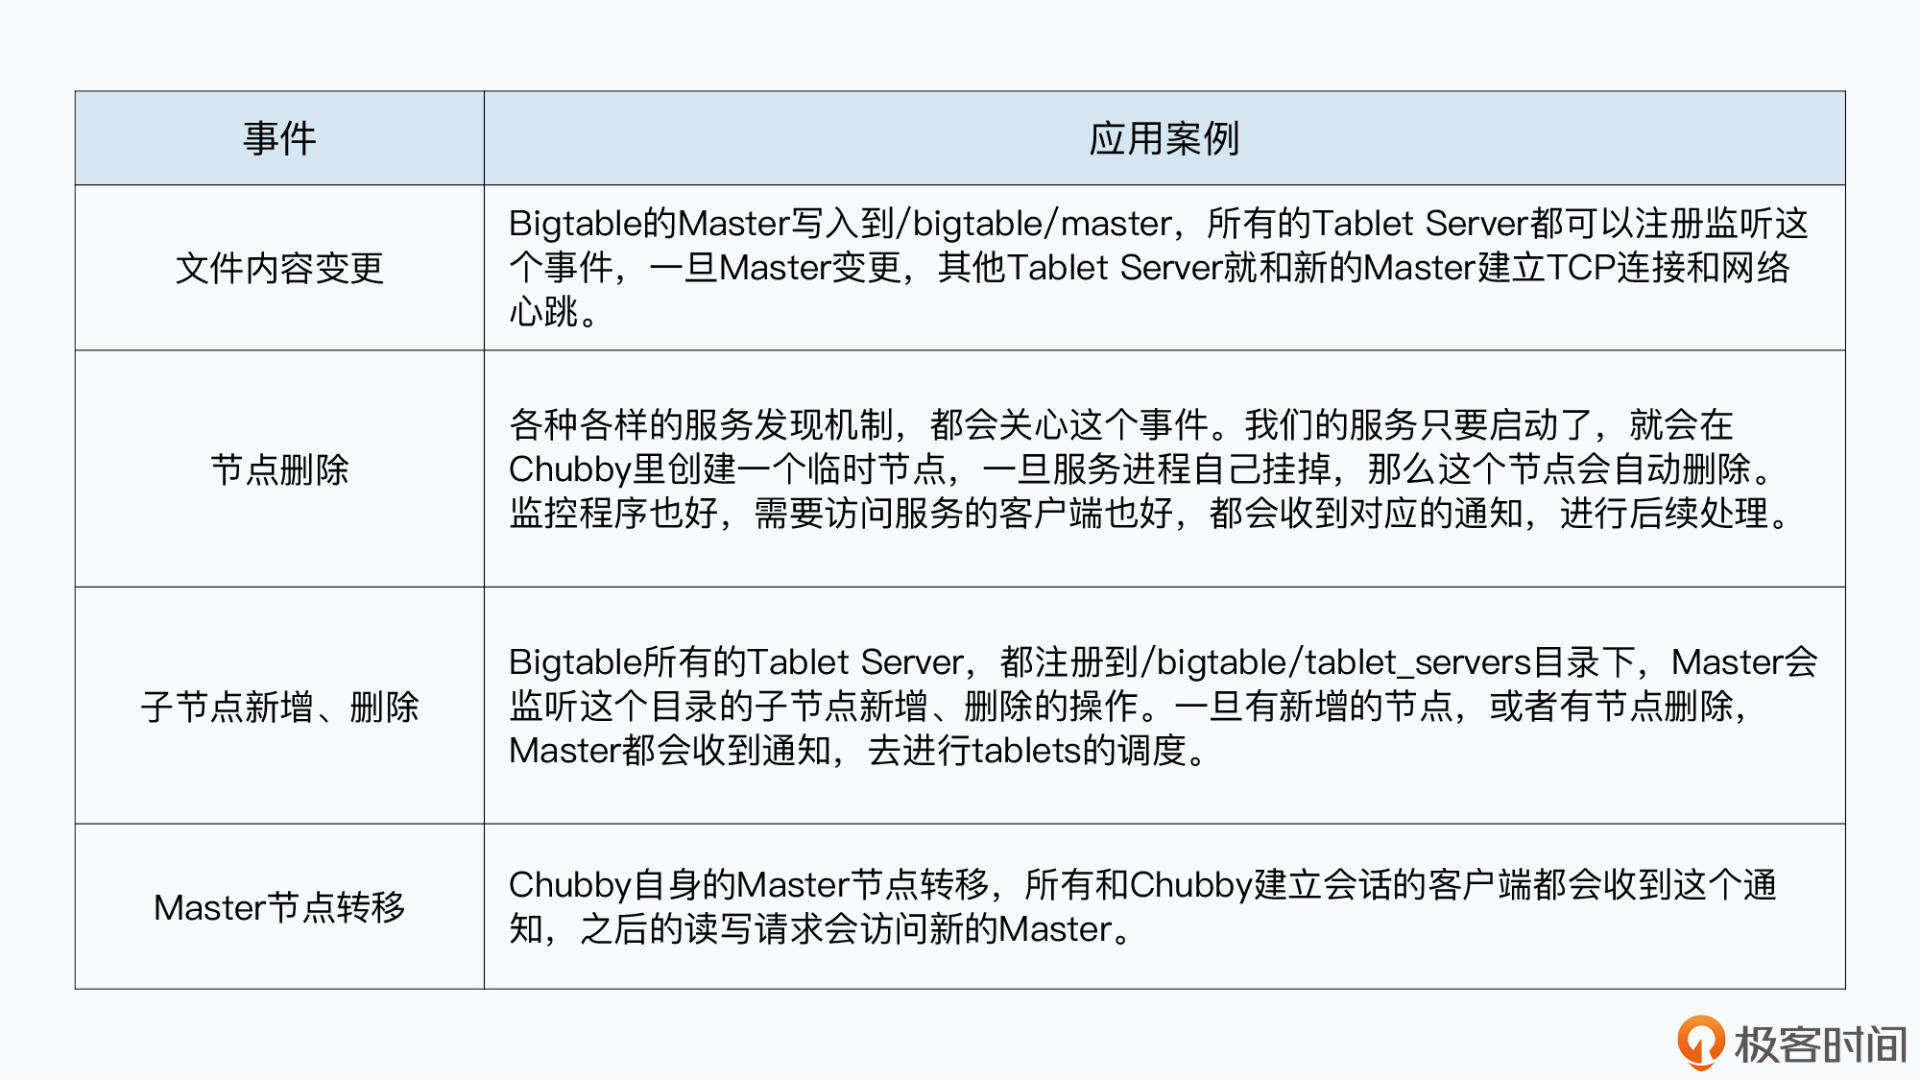 事件
应用案例
文件内容变更
Bigtable的Master写入到/bigtable/master，所有的Tablet Server都可以注册监听这
个事件，一旦Master变更，其他Tablet Server就和新的Master建立TCP连接和网络
心跳。
节点删除
各种各样的服务发现机制，都会关心这个事件。我们的服务只要启动了，就会在
Chubby里创建一个临时节点，一旦服务进程自己挂掉，那么这个节点会自动删除。
监控程序也好，需要访问服务的客户端也好，都会收到对应的通知，进行后续处理。
子节点新增、删除
Bigtable所有的Tablet Server，都注册到/bigtable/tablet_servers目录下，Master会
监听这个目录的子节点新增、删除的操作。一旦有新增的节点，或者有节点删除，
Master都会收到通知，去进行tablets的调度。
Master节点转移
Chubby自身的Master节点转移，所有和Chubby建立会话的客户端都会收到这个通
知，之后的读写请求会访问新的Master。
极客时间